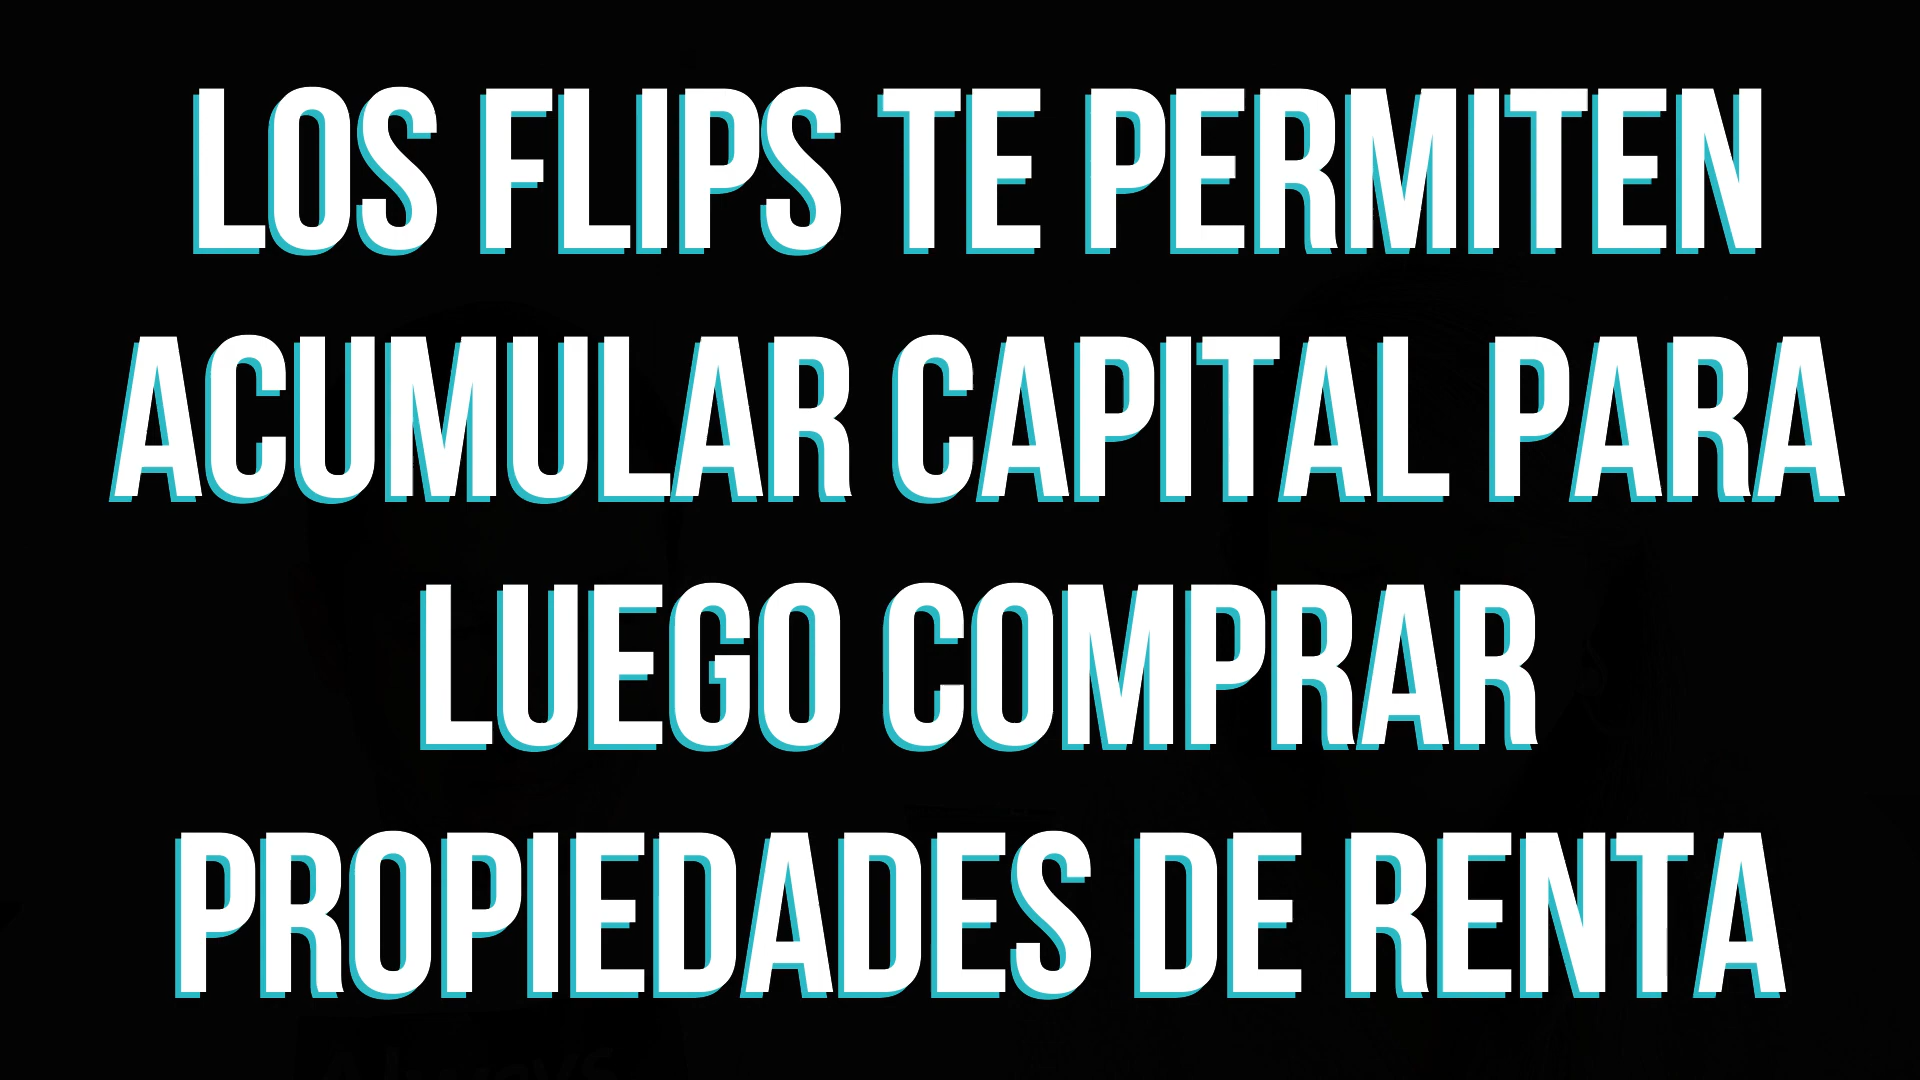 LOS FLIPS TE PERMITEN
ACUMULAR CAPITAL PARA
LUEGO COMPRAR
PROPIEDADES DE RENTA